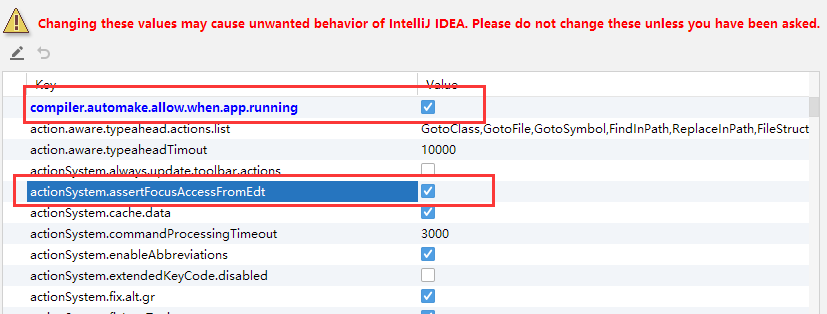 Changing these values may cause unwanted behavior of IntelliJ IDEA. Please do not change these unless you have been asked.
Key Value
compiler.automake.allow.when.app.running
action.aware.typeahead.actions.list GotoClass,GotoFile,GotoSymbol,FindInPath,ReplaceInPath,FileStruct
action.aware.typeaheadTimout 10000
actionSystem.always.update.toolbar.actions
actionSystem.assertFocusAccessFromEdt
actionSystem.cache.data
actionSystem.commandProcessingTimeout 3000
actionSystem.enableAbbreviations
actionSystem.extendedKeyCode.disabled
actionSystem.fix.alt.gr